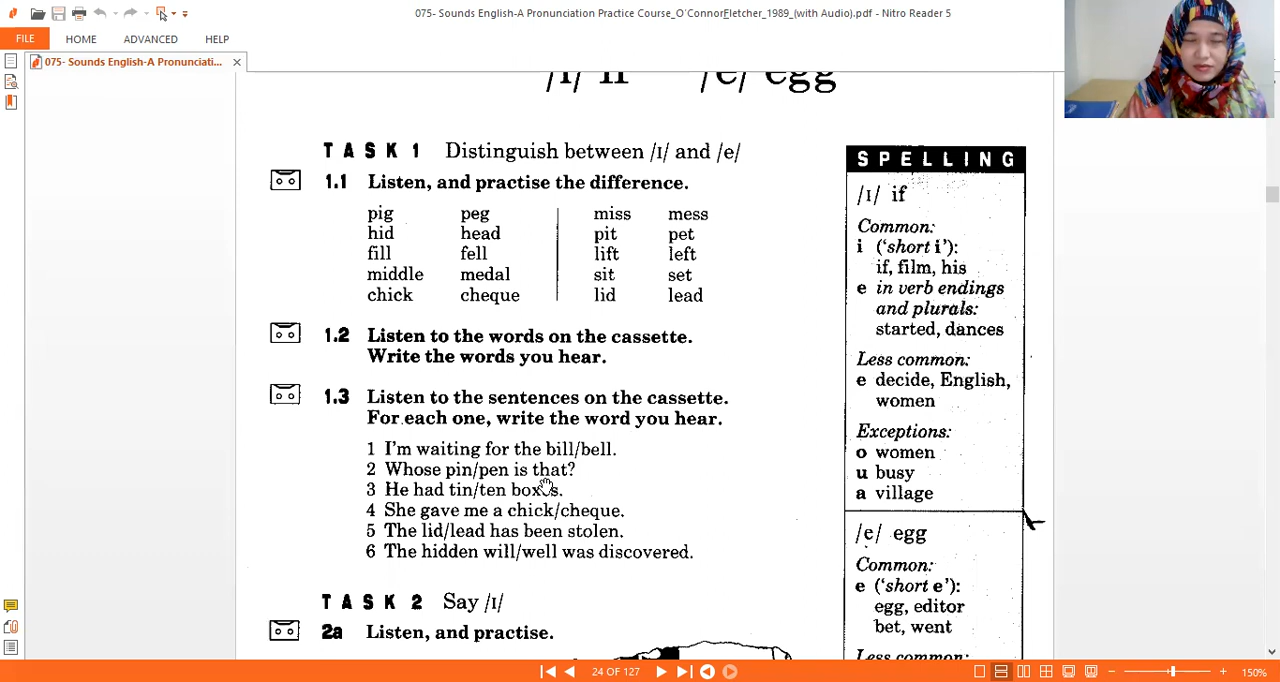 075- Sounds English-A Pronunciation Practice Course_O'ConnorFletcher_1989_(with Audio).pdf - Nitro Reader 5
FILE HOME ADVANCED HELP
075- Sounds English-A Pronunciati...
/ɪ/ if /e/ egg
TASK 1 Distinguish between /ɪ/ and /e/
1.1 Listen, and practise the difference.
pig peg miss mess
hid head pit pet
fill fell lift left
middle medal sit set
chick cheque lid lead
1.2 Listen to the words on the cassette.
Write the words you hear.
1.3 Listen to the sentences on the cassette.
For each one, write the word you hear.
1 I'm waiting for the bill/bell.
2 Whose pin/pen is that?
3 He had tin/ten boxes.
4 She gave me a chick/cheque.
5 The lid/lead has been stolen.
6 The hidden will/well was discovered.
TASK 2 Say /ɪ/
2a Listen, and practise.
SPELLING
/ɪ/ if
Common:
i ('short i'):
if, film, his
e in verb endings
and plurals:
started, dances
Less common:
e decide, English,
women
Exceptions:
o women
u busy
a village
/e/ egg
Common:
e ('short e'):
egg, editor
bet, went
Less common:
24 OF 127
150%